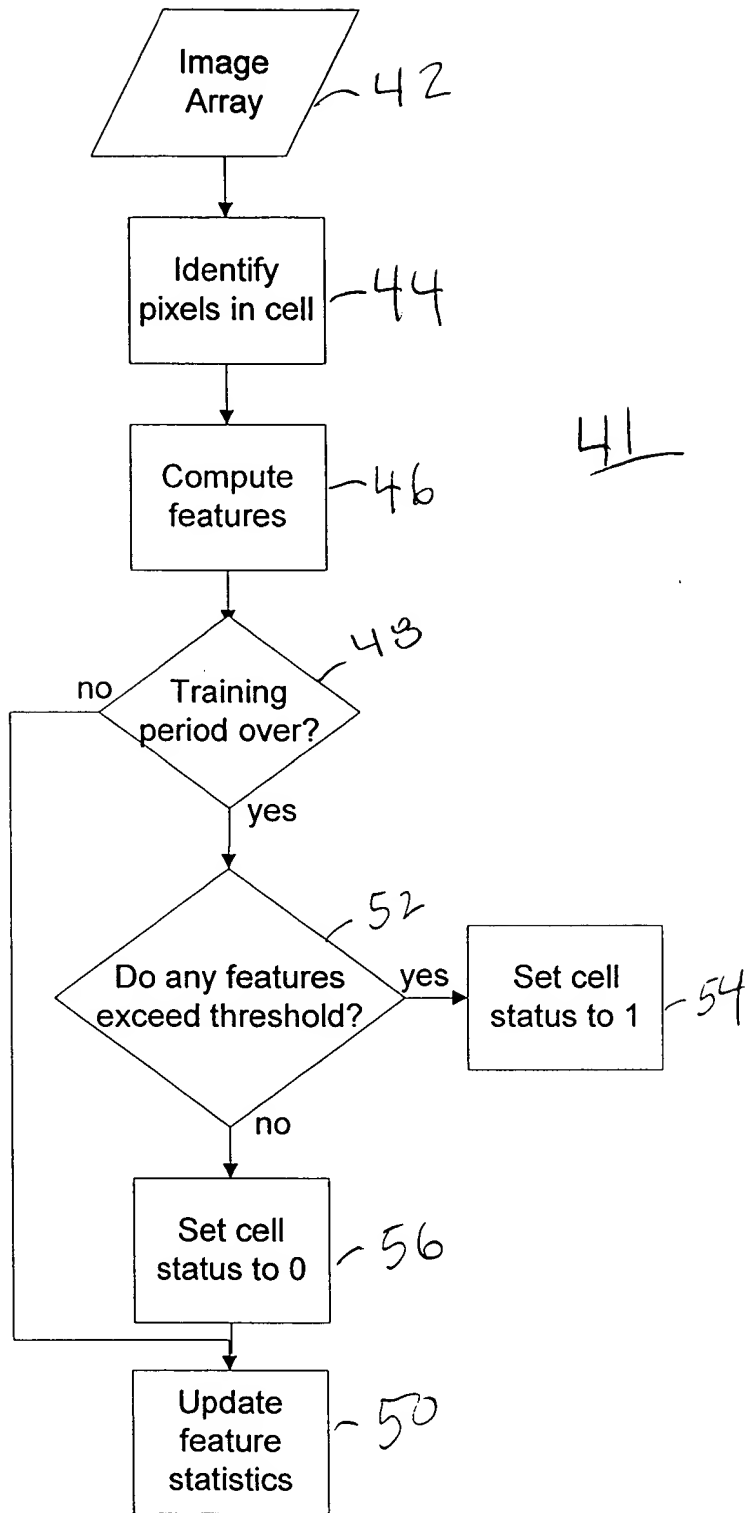 Image
Array
42
Identify
pixels in cell
44
Compute
features
46
41
48
no
Training
period over?
yes
52
Do any features
exceed threshold?
yes
Set cell
status to 1
54
no
Set cell
status to 0
56
Update
feature
statistics
50